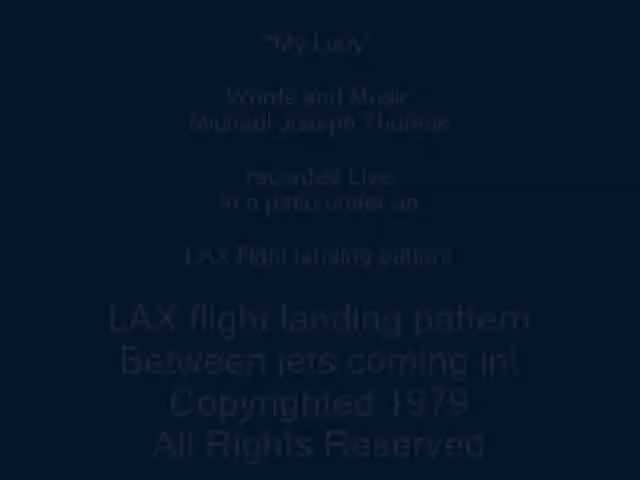 "My Lady"
Words and Music
Michael Joseph Thomas
recorded Live
in a patio under an
LAX flight landing pattern
LAX flight landing pattern
Between jets coming in!
Copyrighted 1979
All Rights Reserved